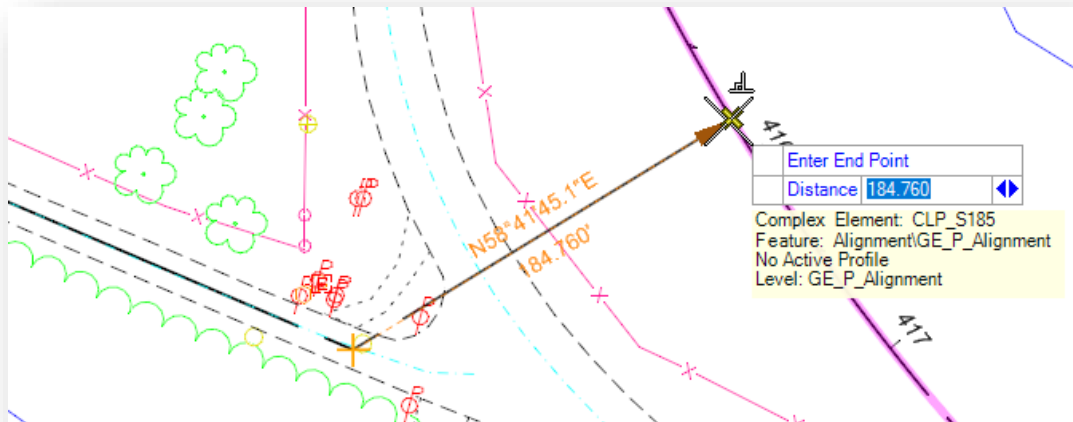 416
Enter End Point
Distance 184.760
N58°41'45.1"E
184.760'
Complex Element: CLP_S185
Feature: Alignment\GE_P_Alignment
No Active Profile
Level: GE_P_Alignment
417
X
X
X
X
X
X
X
X
P
P
P
P
E